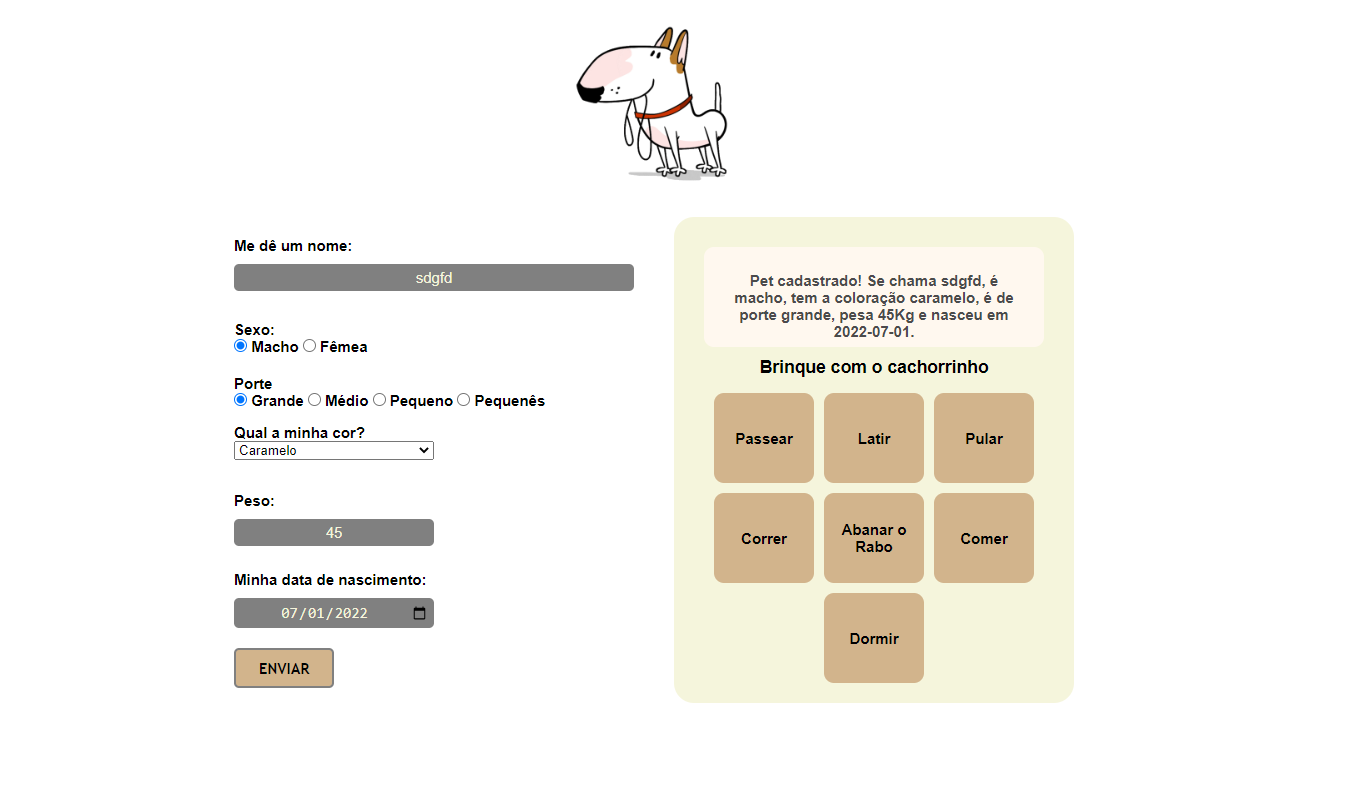 Me dê um nome:
sdgfd
Sexo:
Macho Fêmea
Porte
Grande Médio Pequeno Pequenês
Qual a minha cor?
Caramelo
Peso:
45
Minha data de nascimento:
07/01/2022
ENVIAR
Pet cadastrado! Se chama sdgfd, é
macho, tem a coloração caramelo, é de
porte grande, pesa 45Kg e nasceu em
2022-07-01.
Brinque com o cachorrinho
Passear Latir Pular
Correr Abanar o Comer
Rabo
Dormir